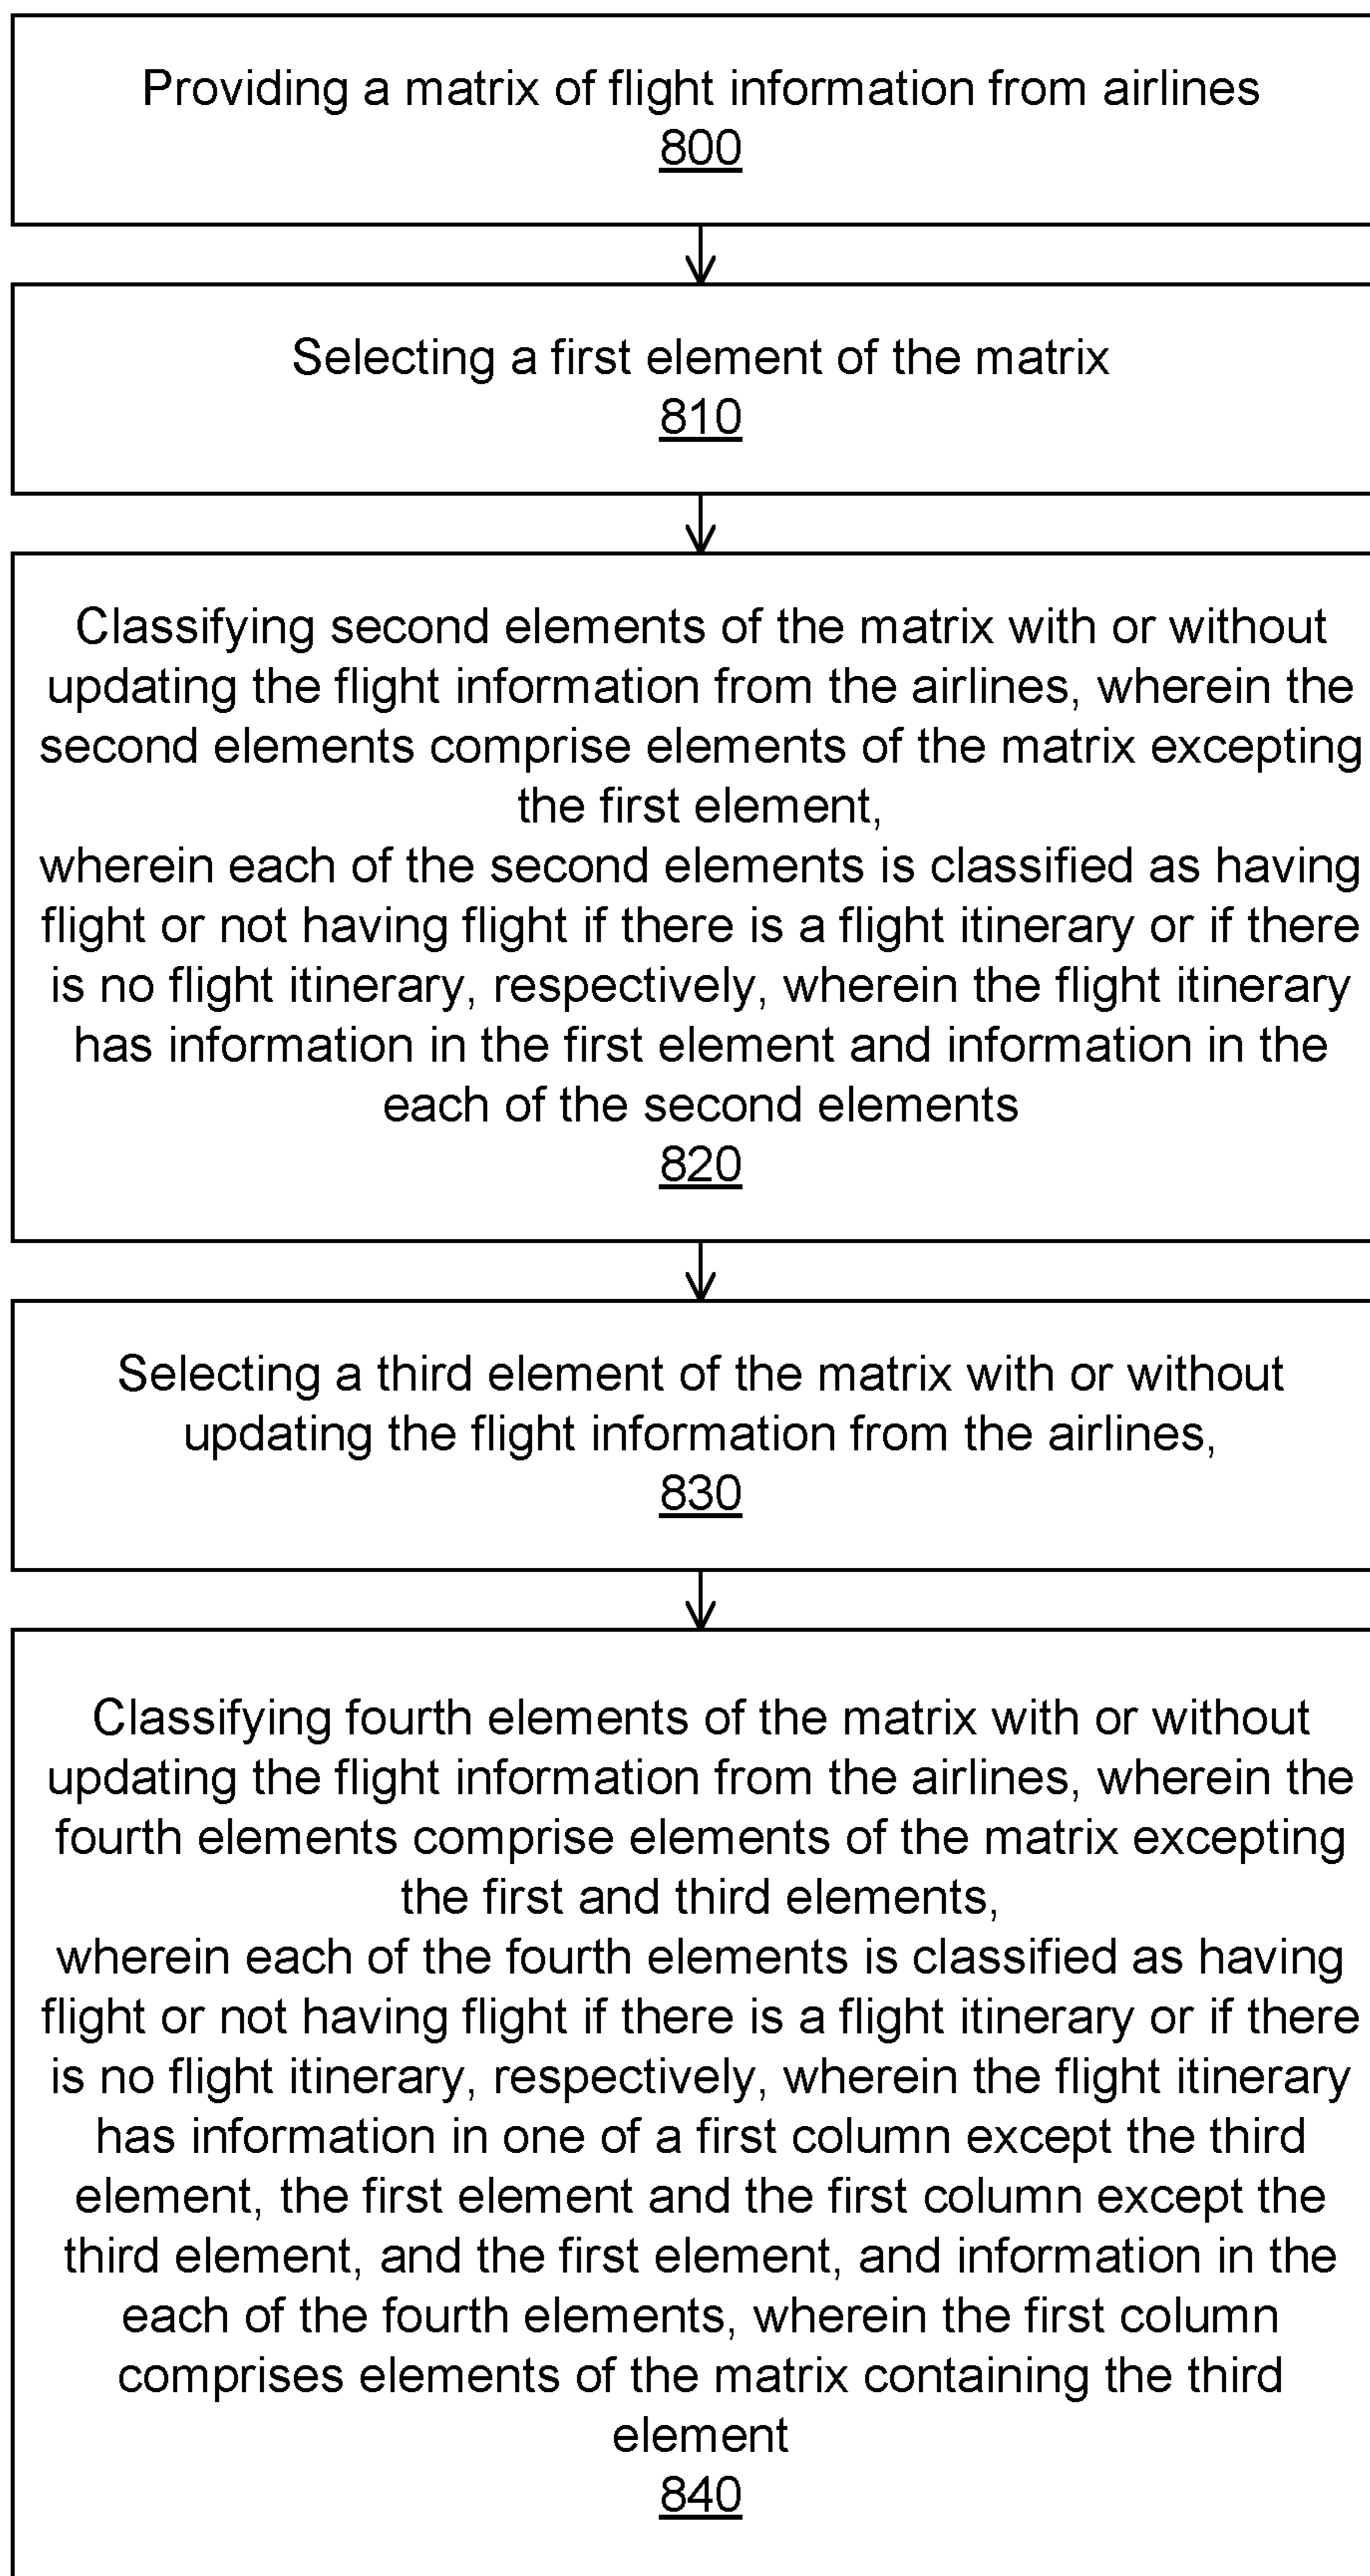 Providing a matrix of flight information from airlines
800
Selecting a first element of the matrix
810
Classifying second elements of the matrix with or without
updating the flight information from the airlines, wherein the
second elements comprise elements of the matrix excepting
the first element,
wherein each of the second elements is classified as having
flight or not having flight if there is a flight itinerary or if there
is no flight itinerary, respectively, wherein the flight itinerary
has information in the first element and information in the
each of the second elements
820
Selecting a third element of the matrix with or without
updating the flight information from the airlines,
830
Classifying fourth elements of the matrix with or without
updating the flight information from the airlines, wherein the
fourth elements comprise elements of the matrix excepting
the first and third elements,
wherein each of the fourth elements is classified as having
flight or not having flight if there is a flight itinerary or if there
is no flight itinerary, respectively, wherein the flight itinerary
has information in one of a first column except the third
element, the first element and the first column except the
third element, and the first element, and information in the
each of the fourth elements, wherein the first column
comprises elements of the matrix containing the third
element
840